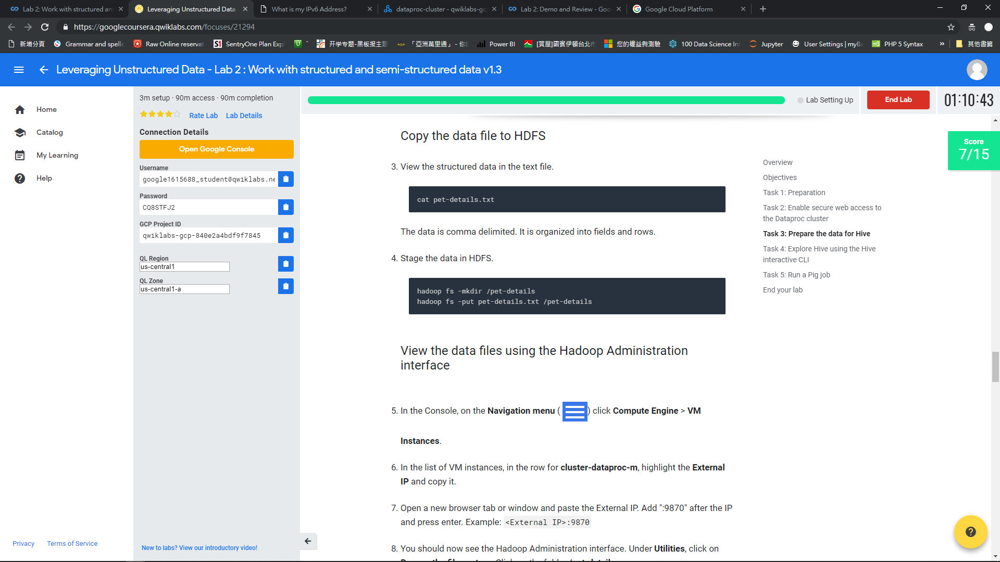 Lab 2: Work with structured an
Leveraging Unstructured Data
What is my IPv6 Address?
dataproc-cluster - qwiklabs-gc
Lab 2: Demo and Review - Goo
Google Cloud Platform
https://googlecoursera.qwiklabs.com/focuses/21294
新增分頁
Grammar and spellc
Raw Online reservat
SentryOne Plan Expl
开学专题-黑板报主题
「亞洲萬里通」 - 你的
Power BI
[買屋]國賓伊頓台北市
您的權益與測驗
100 Data Science Int
Jupyter
User Settings | myBa
PHP 5 Syntax
»
其他書籤
Leveraging Unstructured Data - Lab 2 : Work with structured and semi-structured data v1.3
Home
Catalog
My Learning
Help
Privacy
Terms of Service
3m setup · 90m access · 90m completion
Rate Lab
Lab Details
Connection Details
Open Google Console
Username
google1615688_student@qwiklabs.ne
Password
CQ8STFJ2
GCP Project ID
qwiklabs-gcp-840e2a4bdf9f7845
QL Region
us-central1
QL Zone
us-central1-a
New to labs? View our introductory video!
Lab Setting Up
End Lab
01:10:43
Score
7/15
Copy the data file to HDFS
3. View the structured data in the text file.
cat pet-details.txt
The data is comma delimited. It is organized into fields and rows.
4. Stage the data in HDFS.
hadoop fs -mkdir /pet-details
hadoop fs -put pet-details.txt /pet-details
View the data files using the Hadoop Administration
interface
5. In the Console, on the Navigation menu ( ) click Compute Engine > VM
Instances.
6. In the list of VM instances, in the row for cluster-dataproc-m, highlight the External
IP and copy it.
7. Open a new browser tab or window and paste the External IP. Add ":9870" after the IP
and press enter. Example: <External IP>:9870
8. You should now see the Hadoop Administration interface. Under Utilities, click on
Overview
Objectives
Task 1: Preparation
Task 2: Enable secure web access to
the Dataproc cluster
Task 3: Prepare the data for Hive
Task 4: Explore Hive using the Hive
interactive CLI
Task 5: Run a Pig job
End your lab